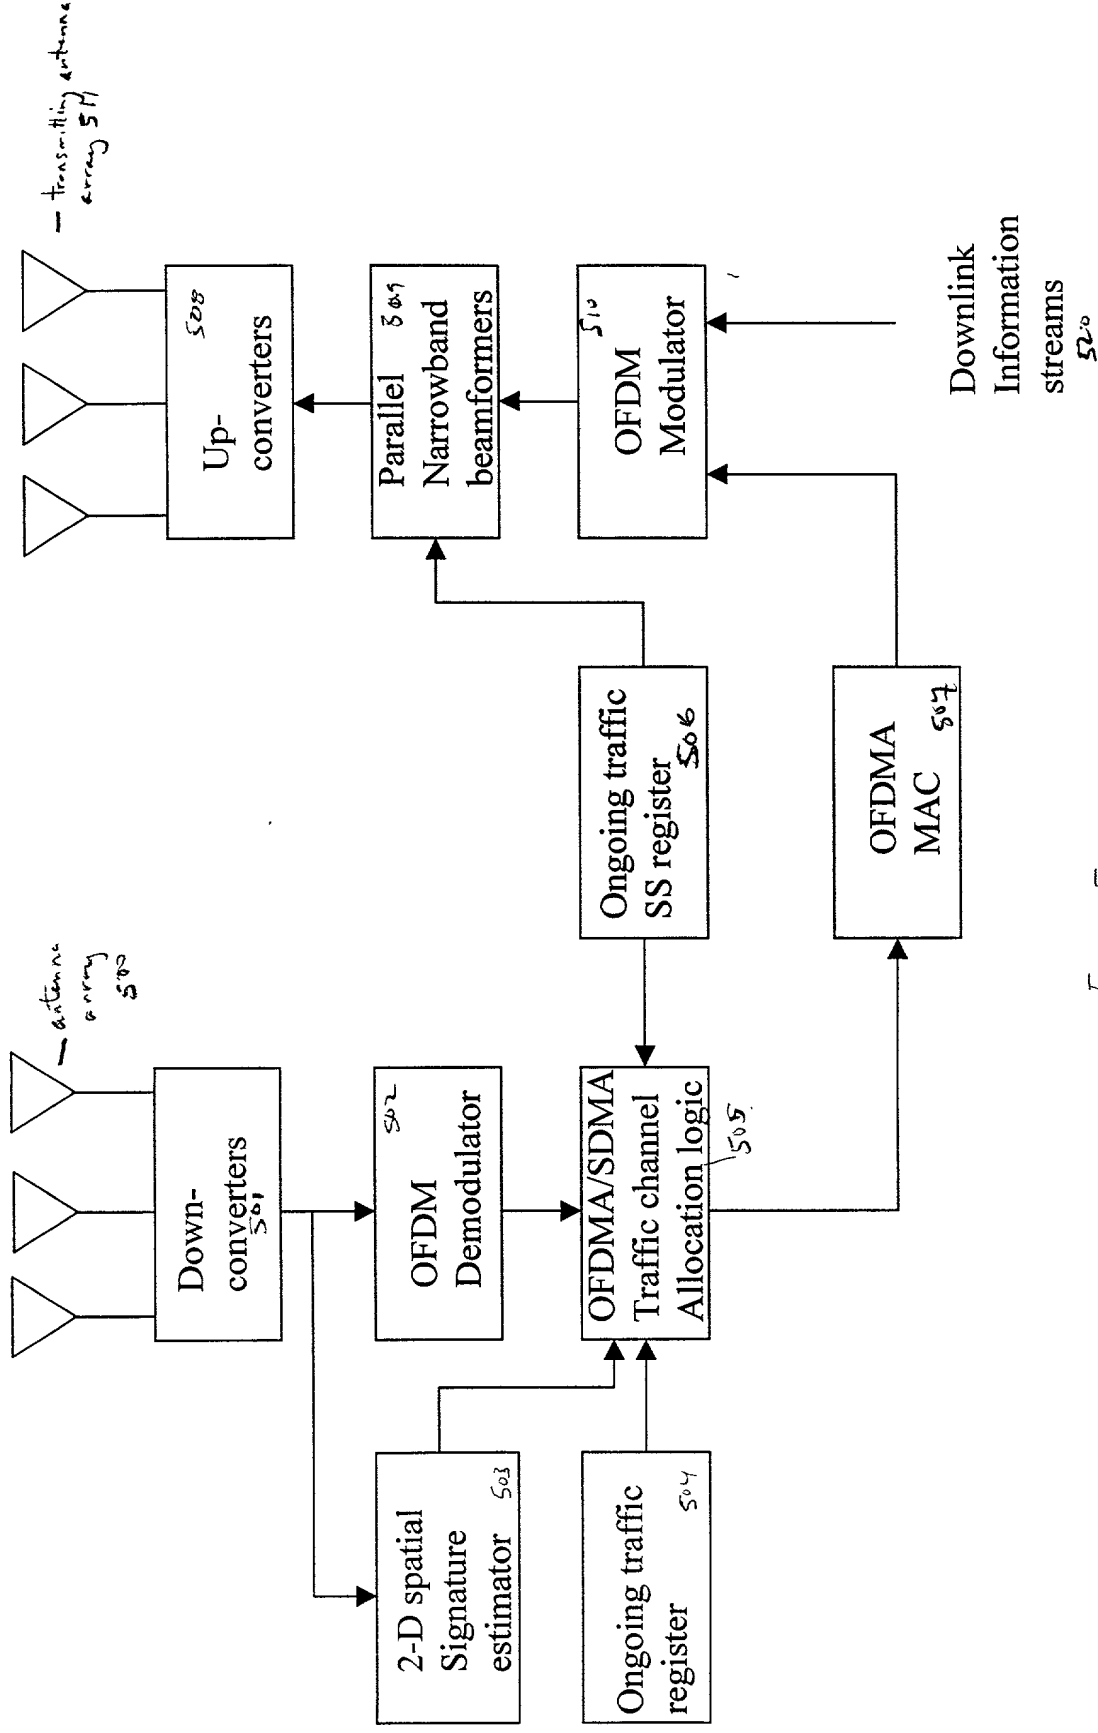 antenna
array
500
transmitting antenna
array 511
Down-
converters
501
Up-
converters
508
2-D spatial
Signature
estimator 503
OFDM
Demodulator
502
Parallel
Narrowband
beamformers
Ongoing traffic
register
504
OFDMA/SDMA
Traffic channel
Allocation logic
505
Ongoing traffic
SS register
506
OFDM
Modulator
510
OFDMA
MAC
507
Downlink
Information
streams
520